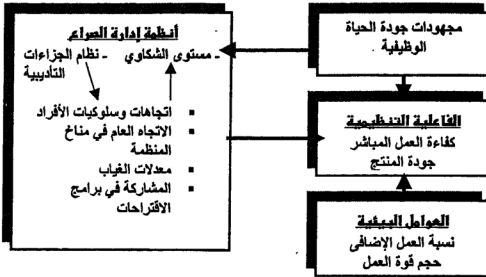 مجهودات جودة الحياة
الوظيفية
أنظمة إدارة الصراع
ـ مستوى الشكاوي ـ نظام الجزاءات
التأديبية
▪ اتجاهات وسلوكيات الأفراد
▪ الاتجاه العام في مناخ
المنظمة
▪ معدلات الغياب
▪ المشاركة في برامج
الاقتراحات
الفاعلية التنظيمية
كفاءة العمل المباشر
جودة المنتج
العوامل البيئية
نسبة العمل الإضافى
حجم قوة العمل